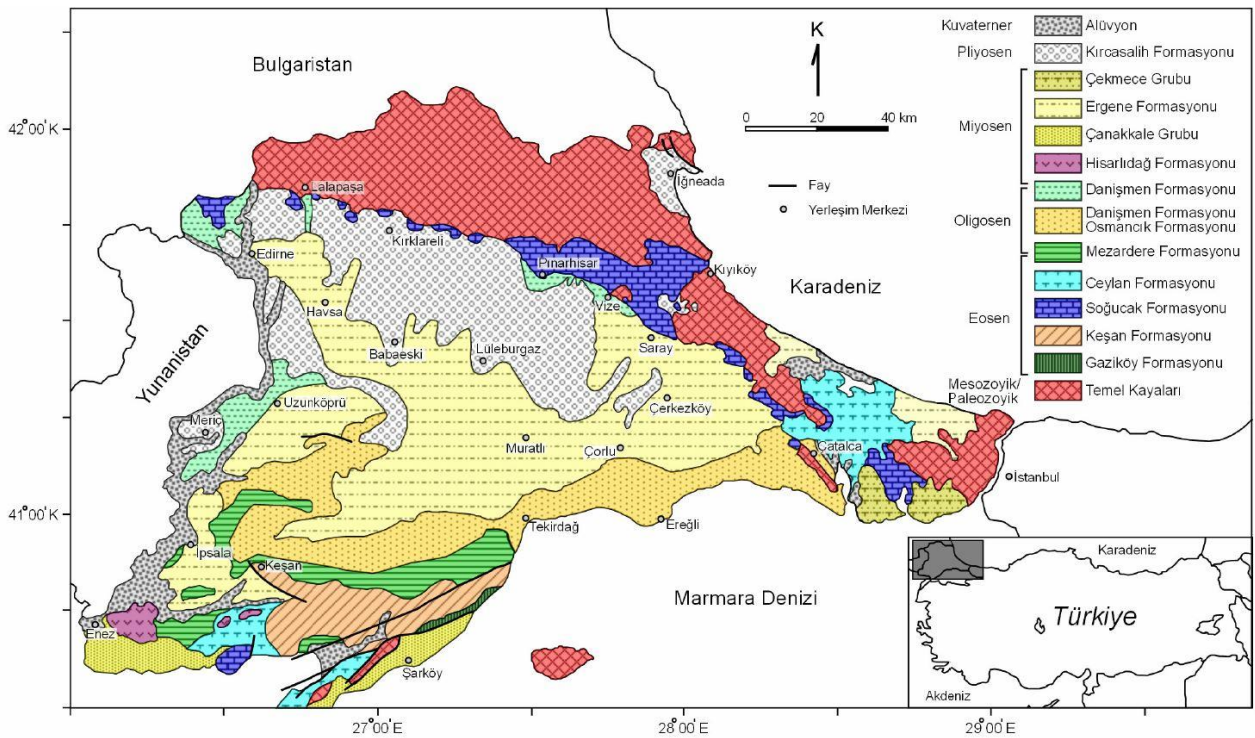 Bulgaristan
K
0 20 40 km
Fay
Yerleşim Merkezi
Kuvaterner
Alüvyon
Pliyosen
Kırcasalih Formasyonu
Miyosen
Çekmece Grubu
Ergene Formasyonu
Çanakkale Grubu
Hisarlıdağ Formasyonu
Oligosen
Danişmen Formasyonu
Danişmen Formasyonu
Osmancık Formasyonu
Mezardere Formasyonu
Eosen
Ceylan Formasyonu
Soğucak Formasyonu
Keşan Formasyonu
Gaziköy Formasyonu
Mesozoyik/
Paleozoyik
Temel Kayaları
42°00′K
41°00′K
Lalapaşa
İğneada
Kırklareli
Edirne
Pınarhisar
Kıyıköy
Karadeniz
Vize
Havsa
Babaeski
Lüleburgaz
Saray
Yunanistan
Uzunköprü
Çerkezköy
Meriç
Muratlı
Çorlu
Çatalca
İstanbul
Tekirdağ
Ereğli
İpsala
Keşan
Marmara Denizi
Enez
Şarköy
Karadeniz
Türkiye
Akdeniz
27°00′E
28°00′E
29°00′E